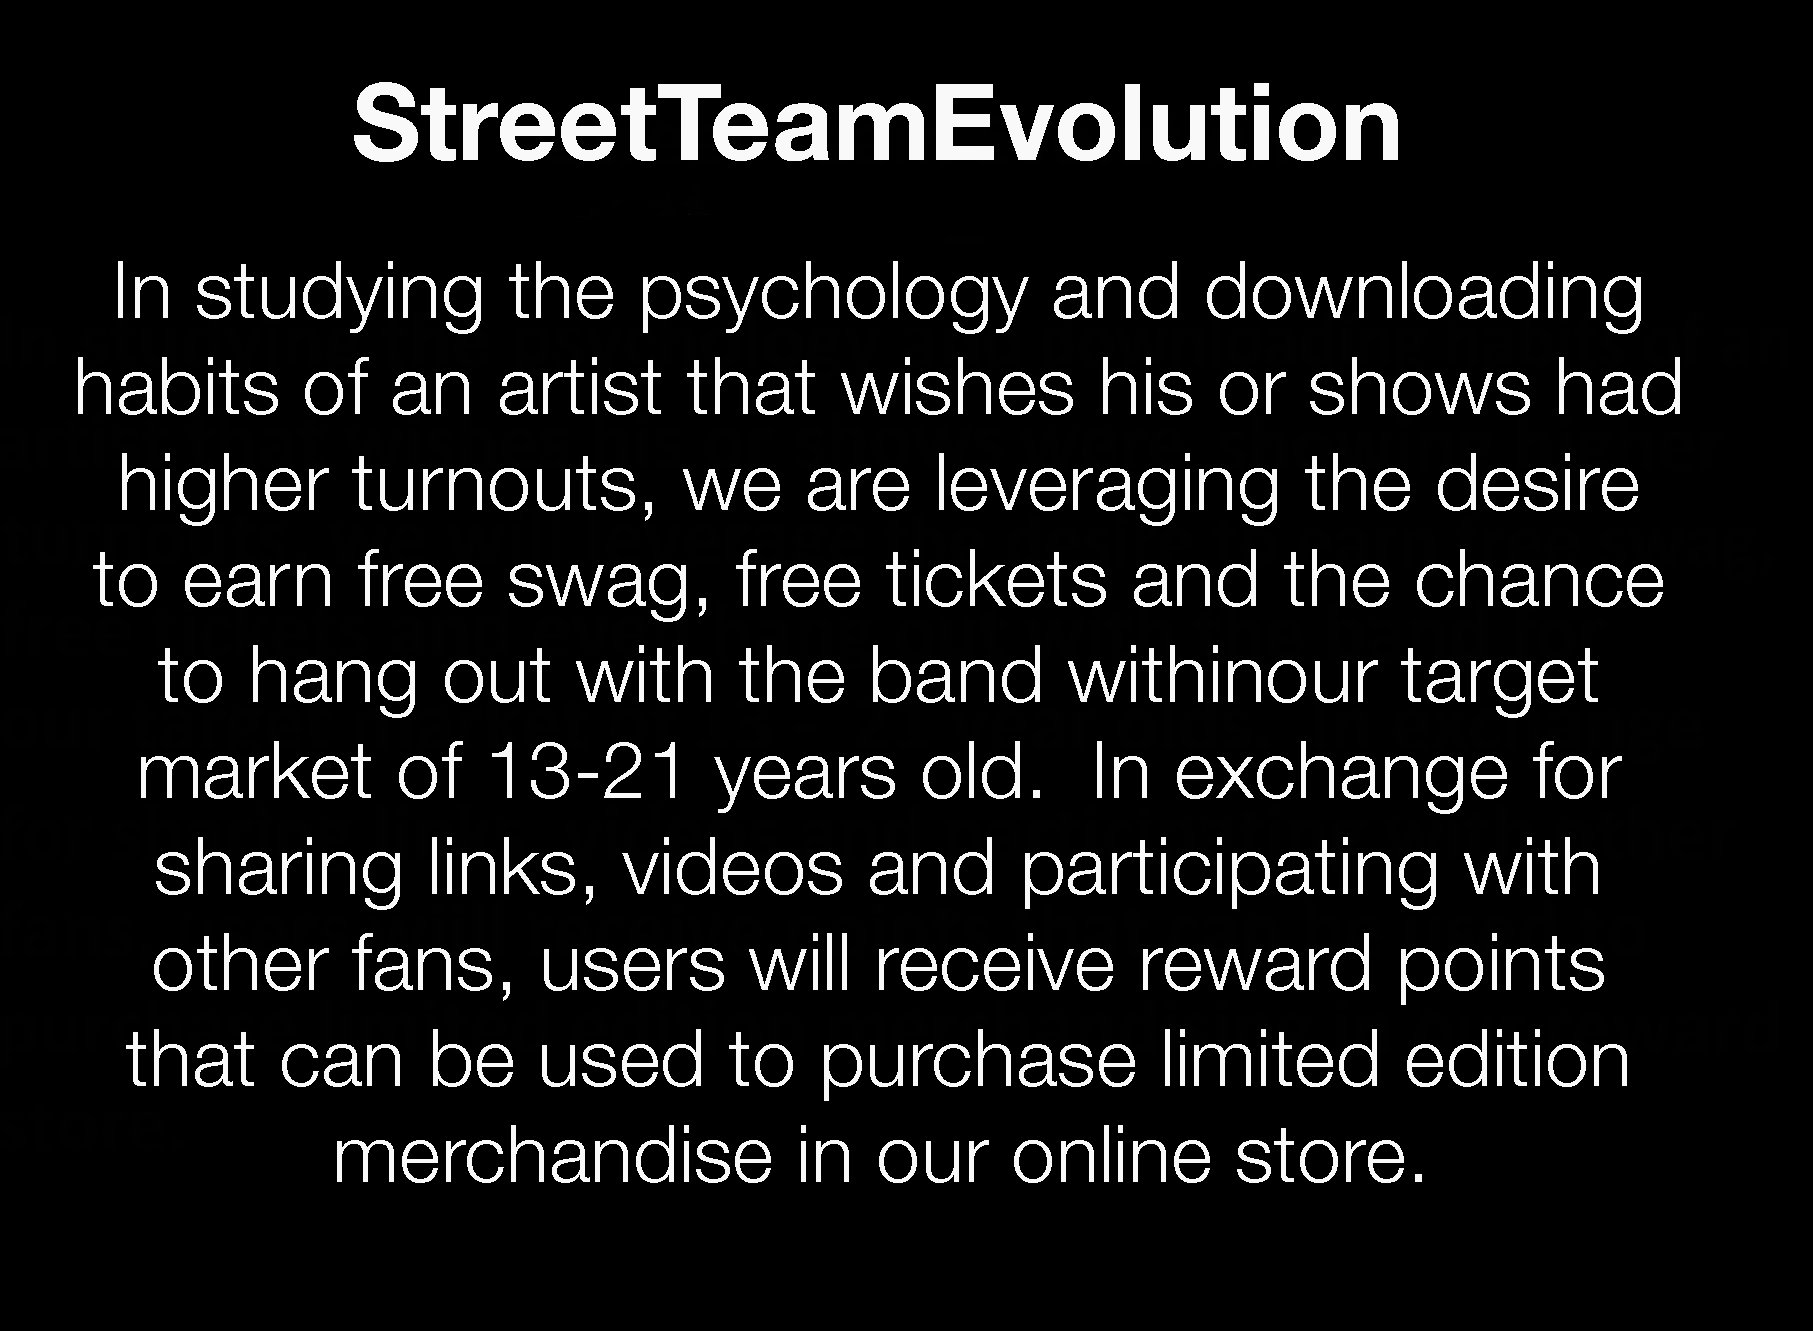 StreetTeamEvolution
In studying the psychology and downloading
habits of an artist that wishes his or shows had
higher turnouts, we are leveraging the desire
to earn free swag, free tickets and the chance
to hang out with the band withinour target
market of 13-21 years old.  In exchange for
sharing links, videos and participating with
other fans, users will receive reward points
that can be used to purchase limited edition
merchandise in our online store.